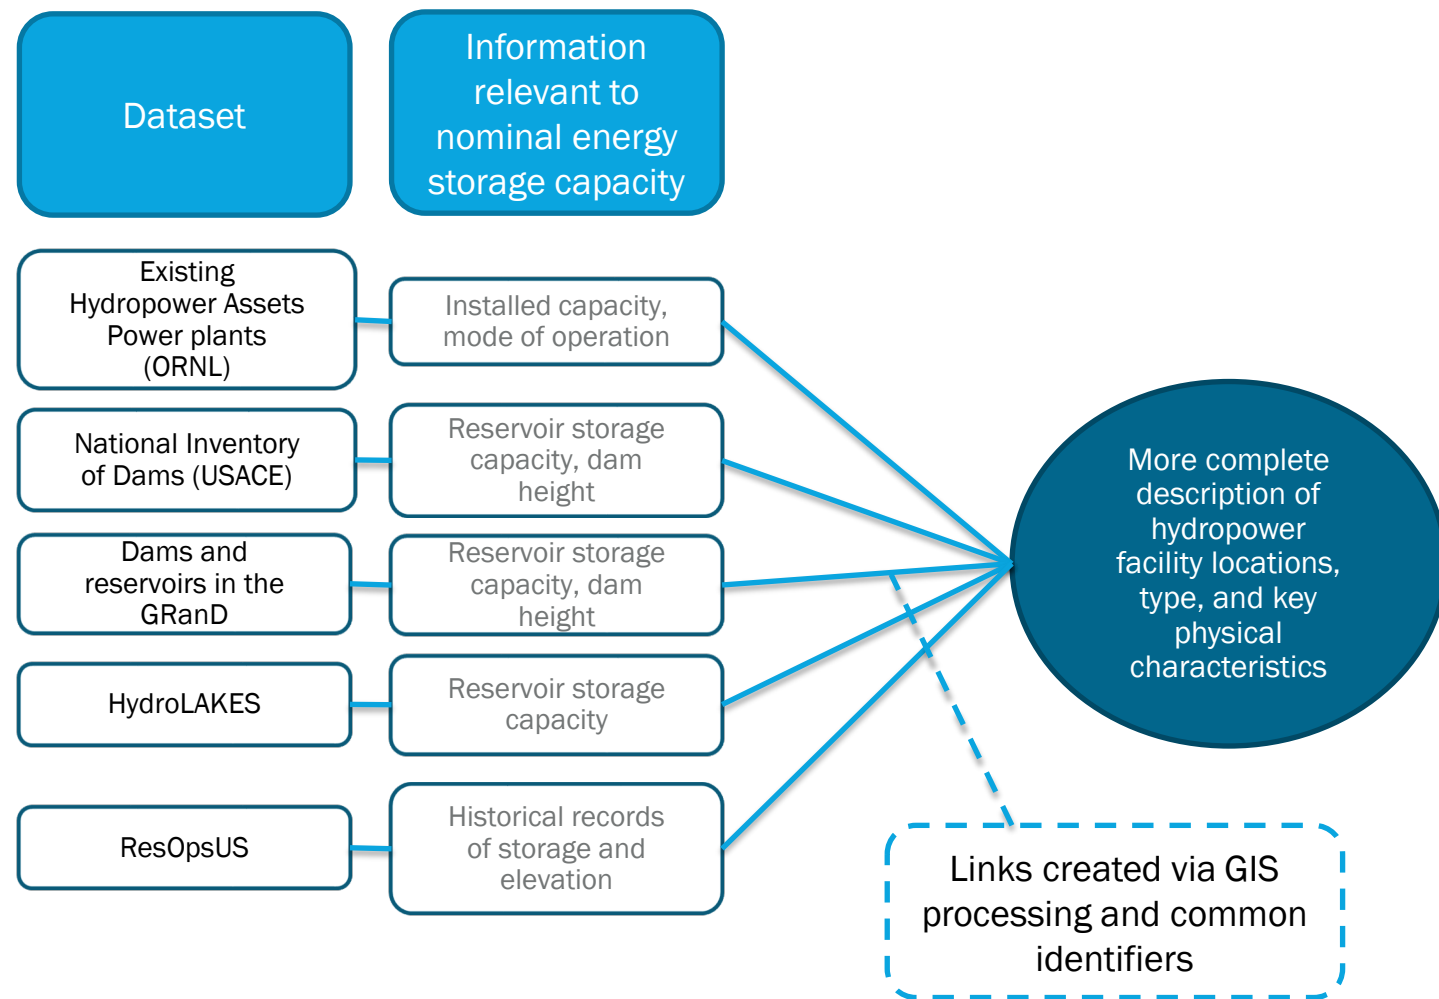 Dataset
Information
relevant to
nominal energy
storage capacity
Existing
Hydropower Assets
Power plants
(ORNL)
Installed capacity,
mode of operation
National Inventory
of Dams (USACE)
Reservoir storage
capacity, dam
height
Dams and
reservoirs in the
GRanD
Reservoir storage
capacity, dam
height
HydroLAKES
Reservoir storage
capacity
ResOpsUS
Historical records
of storage and
elevation
More complete
description of
hydropower
facility locations,
type, and key
physical
characteristics
Links created via GIS
processing and common
identifiers